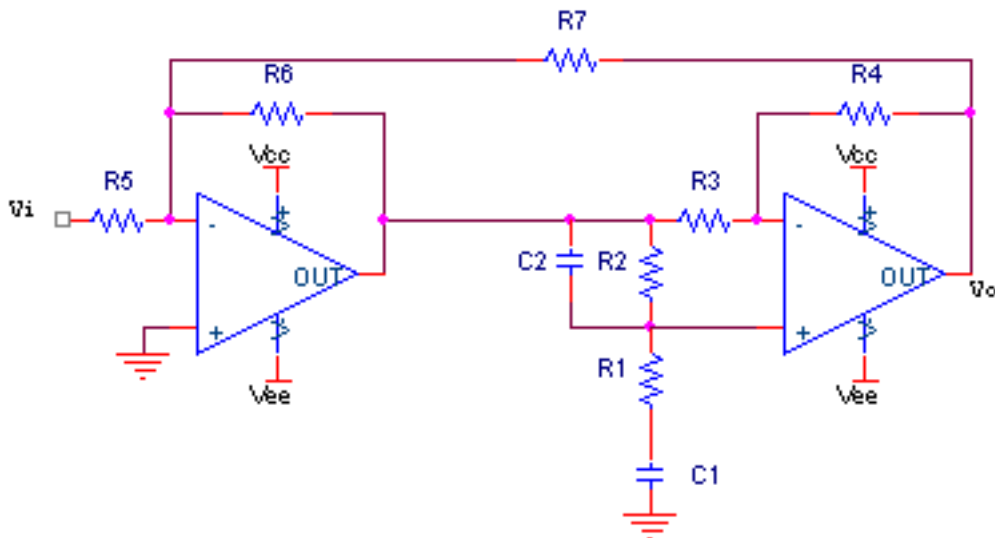 R7
R6
R4
Vcc
Vcc
R5
R3
Vi
-
-
C2
R2
OUT
OUT
Vo
+
+
R1
Vee
Vee
C1